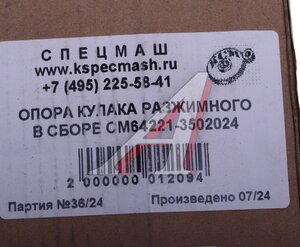 СПЕЦМАШ
www.kspecmash.ru
+7 (495) 225-58-41
ОПОРА КУЛАКА РАЗЖИМНОГО
В СБОРЕ СМ64221-3502024
2 000000 012094
Партия №36/24 Произведено 07/24